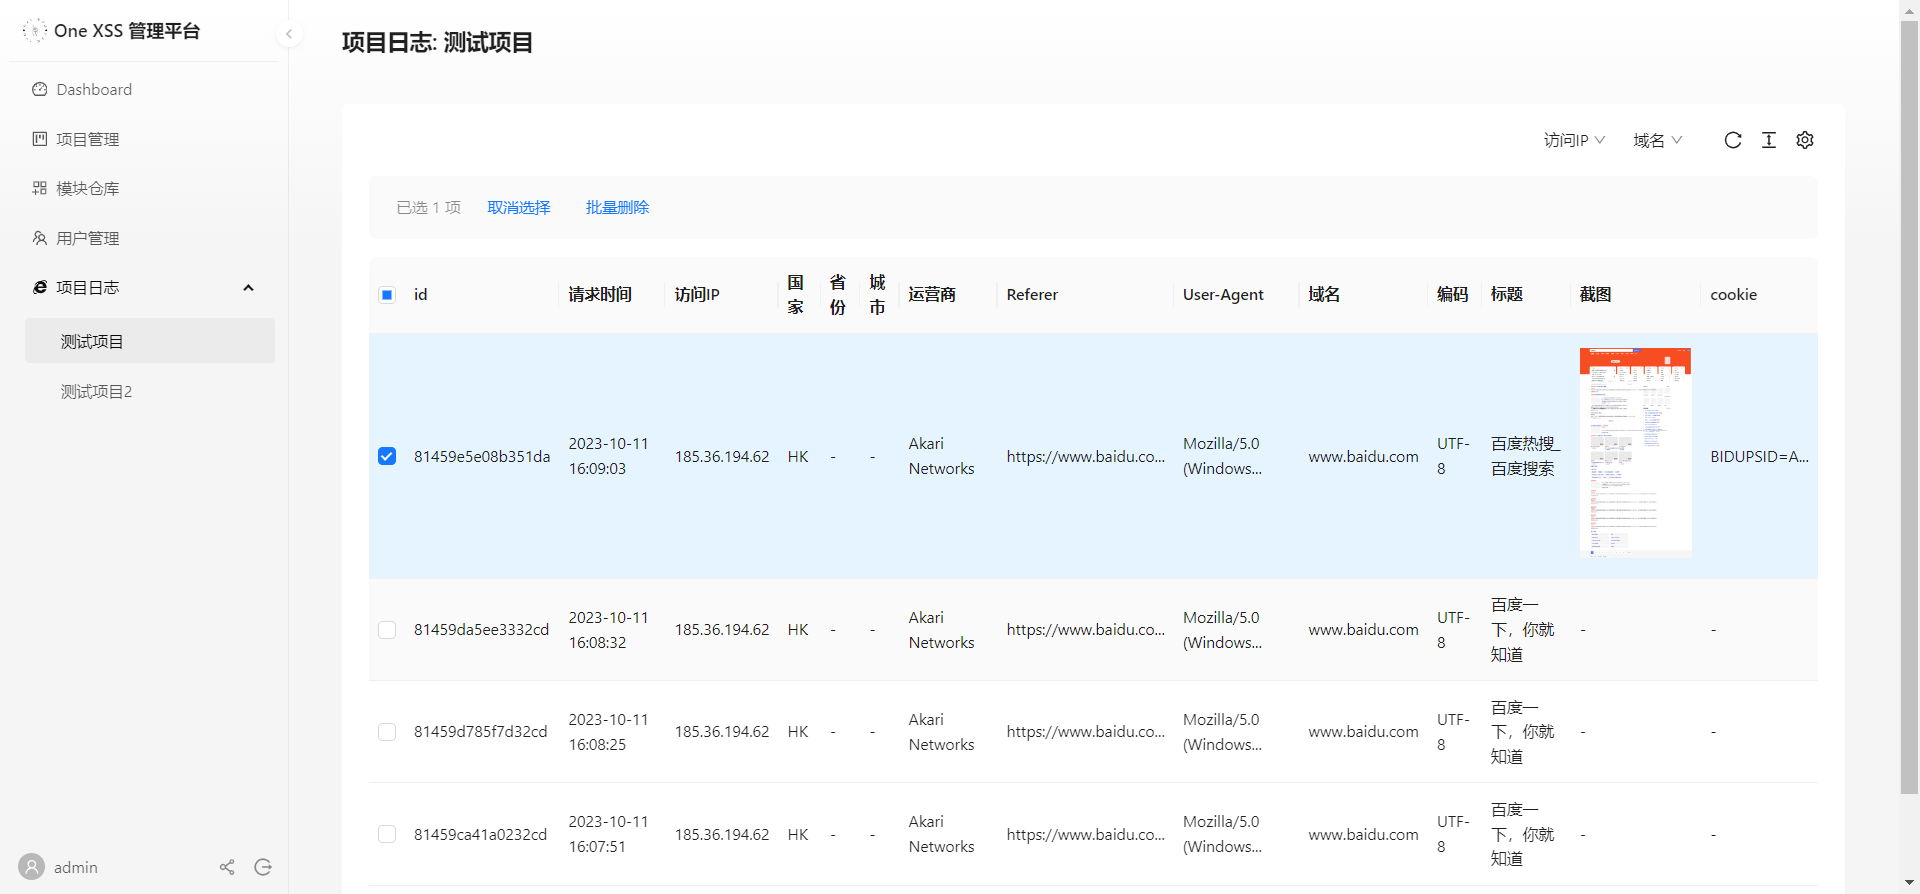 One XSS 管理平台
Dashboard
项目管理
模块仓库
用户管理
项目日志
测试项目
测试项目2
admin
项目日志: 测试项目
访问IP 域名
已选 1 项 取消选择 批量删除
id 请求时间 访问IP 国家 省份 城市 运营商 Referer User-Agent 域名 编码 标题 截图 cookie
81459e5e08b351da 2023-10-11 16:09:03 185.36.194.62 HK - - Akari Networks https://www.baidu.co... Mozilla/5.0 (Windows... www.baidu.com UTF-8 百度热搜_百度搜索 BIDUPSID=A...
81459da5ee3332cd 2023-10-11 16:08:32 185.36.194.62 HK - - Akari Networks https://www.baidu.co... Mozilla/5.0 (Windows... www.baidu.com UTF-8 百度一下，你就知道 - -
81459d785f7d32cd 2023-10-11 16:08:25 185.36.194.62 HK - - Akari Networks https://www.baidu.co... Mozilla/5.0 (Windows... www.baidu.com UTF-8 百度一下，你就知道 - -
81459ca41a0232cd 2023-10-11 16:07:51 185.36.194.62 HK - - Akari Networks https://www.baidu.co... Mozilla/5.0 (Windows... www.baidu.com UTF-8 百度一下，你就知道 - -